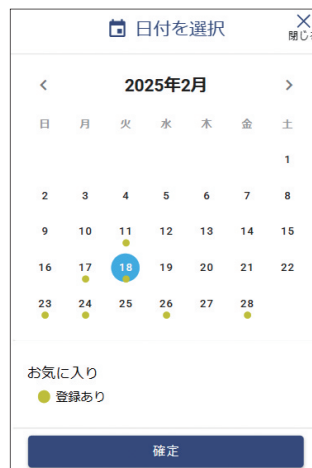 日付を選択
閉じる
2025年2月
日 月 火 水 木 金 土
1
2 3 4 5 6 7 8
9 10 11 12 13 14 15
16 17 18 19 20 21 22
23 24 25 26 27 28
お気に入り
登録あり
確定